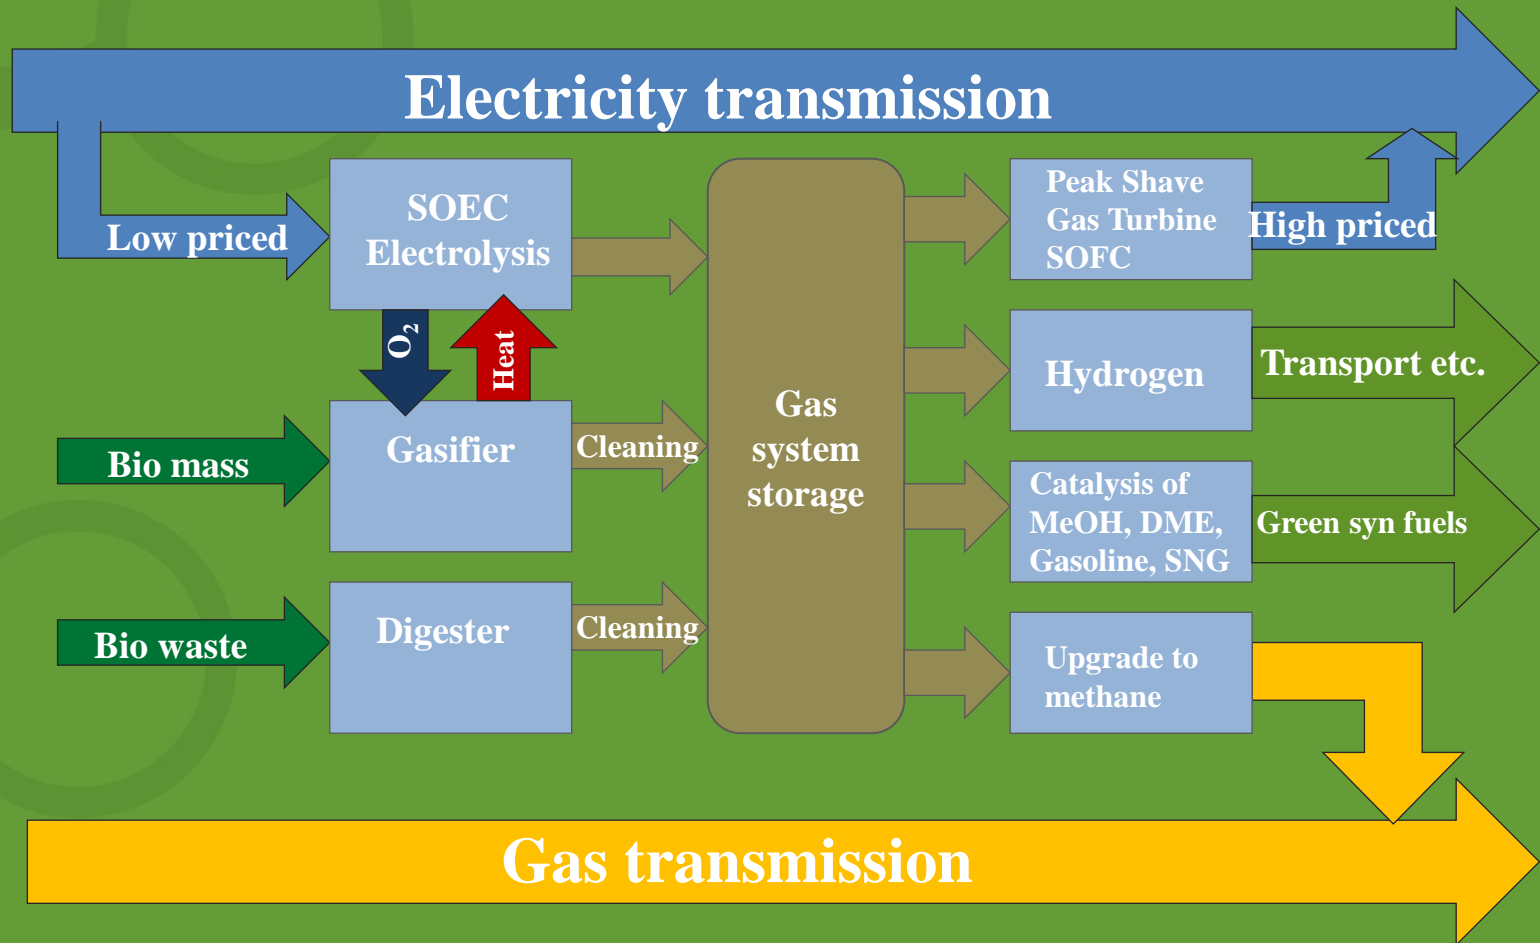 Electricity transmission
Low priced
SOEC
Electrolysis
Peak Shave
Gas Turbine
SOFC
High priced
O₂
Heat
Hydrogen
Transport etc.
Gas
system
storage
Bio mass
Gasifier
Cleaning
Catalysis of
MeOH, DME,
Gasoline, SNG
Green syn fuels
Bio waste
Digester
Cleaning
Upgrade to
methane
Gas transmission